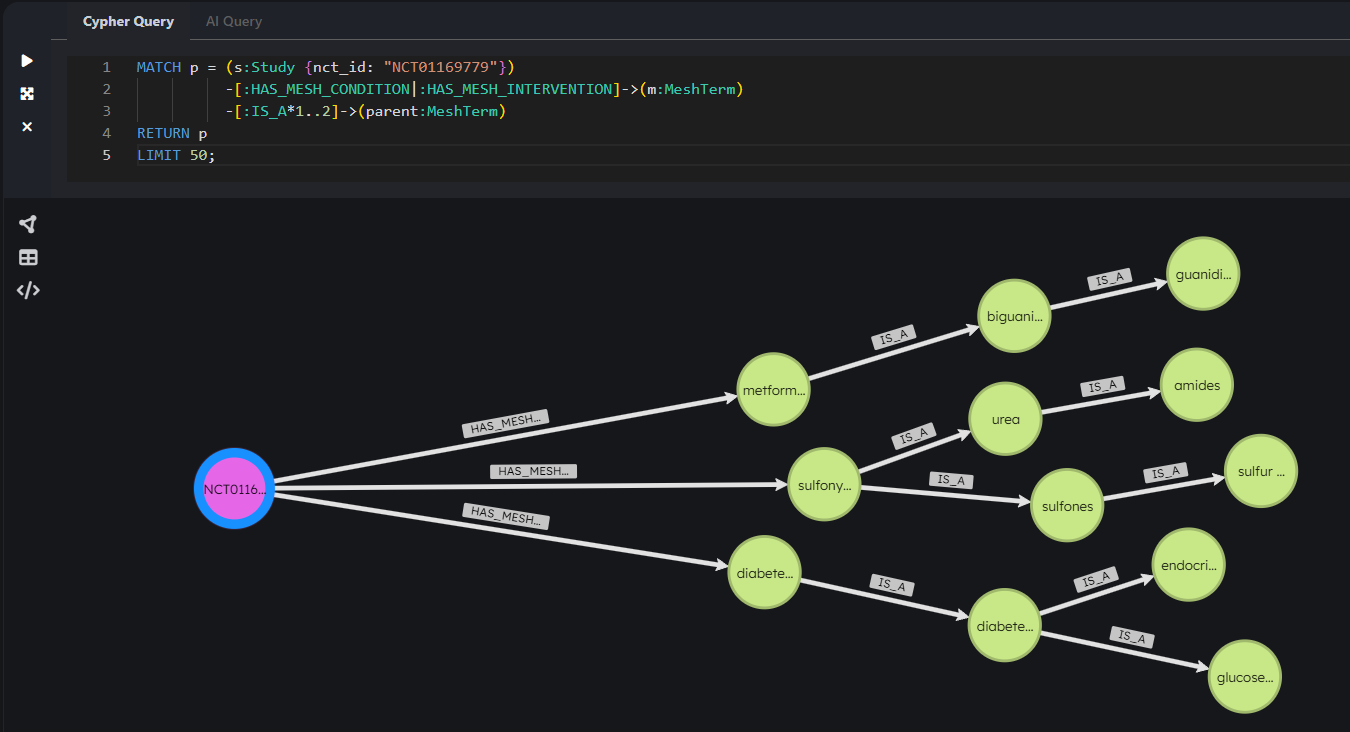 Cypher Query AI Query
1 MATCH p = (s:Study {nct_id: "NCT01169779"})
2 -[:HAS_MESH_CONDITION|:HAS_MESH_INTERVENTION]->(m:MeshTerm)
3 -[:IS_A*1..2]->(parent:MeshTerm)
4 RETURN p
5 LIMIT 50;
guanidi...
IS_A
biguani...
IS_A
metform...
amides
IS_A
urea
IS_A
HAS_MESH...
sulfur ...
IS_A
HAS_MESH...
sulfony...
IS_A
sulfones
NCT0116...
HAS_MESH...
endocri...
IS_A
diabete...
IS_A
diabete...
IS_A
glucose...